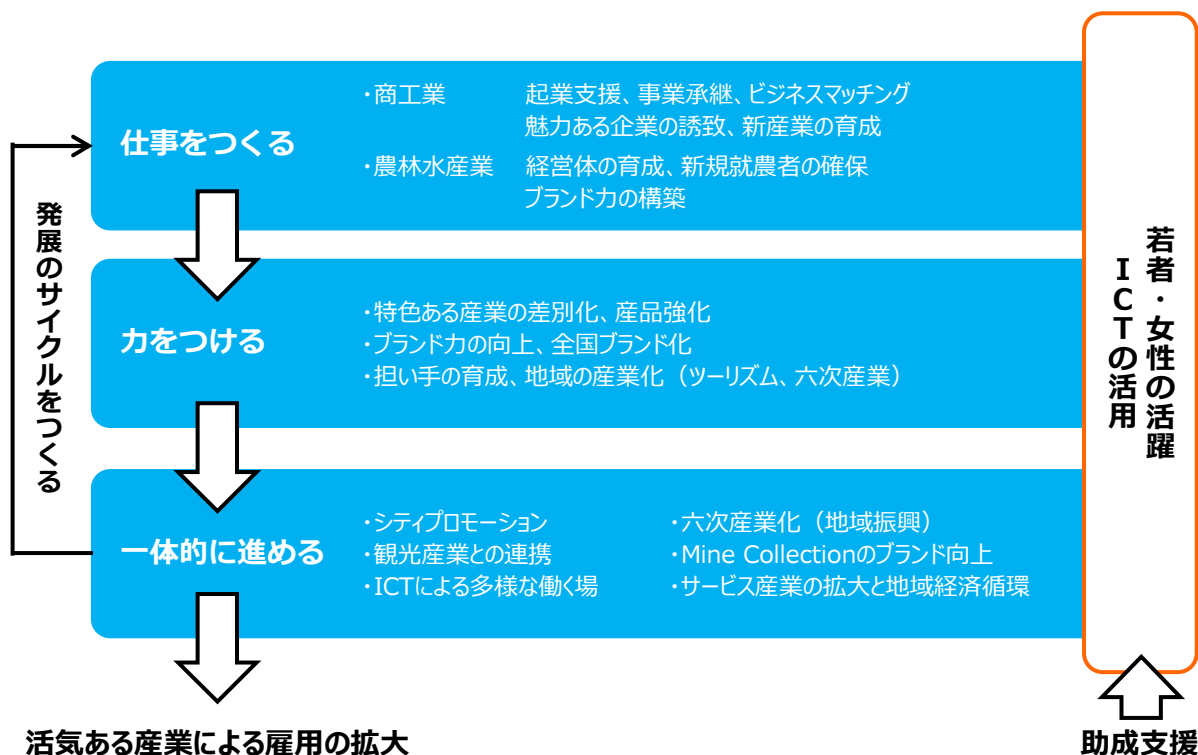 仕事をつくる
・商工業　起業支援、事業承継、ビジネスマッチング
魅力ある企業の誘致、新産業の育成
・農林水産業　経営体の育成、新規就農者の確保
ブランド力の構築
力をつける
・特色ある産業の差別化、産品強化
・ブランド力の向上、全国ブランド化
・担い手の育成、地域の産業化（ツーリズム、六次産業）
一体的に進める
・シティプロモーション
・観光産業との連携
・ICTによる多様な働く場
・六次産業化（地域振興）
・Mine Collectionのブランド向上
・サービス産業の拡大と地域経済循環
発展のサイクルをつくる
若者・女性の活躍
ICTの活用
活気ある産業による雇用の拡大
助成支援